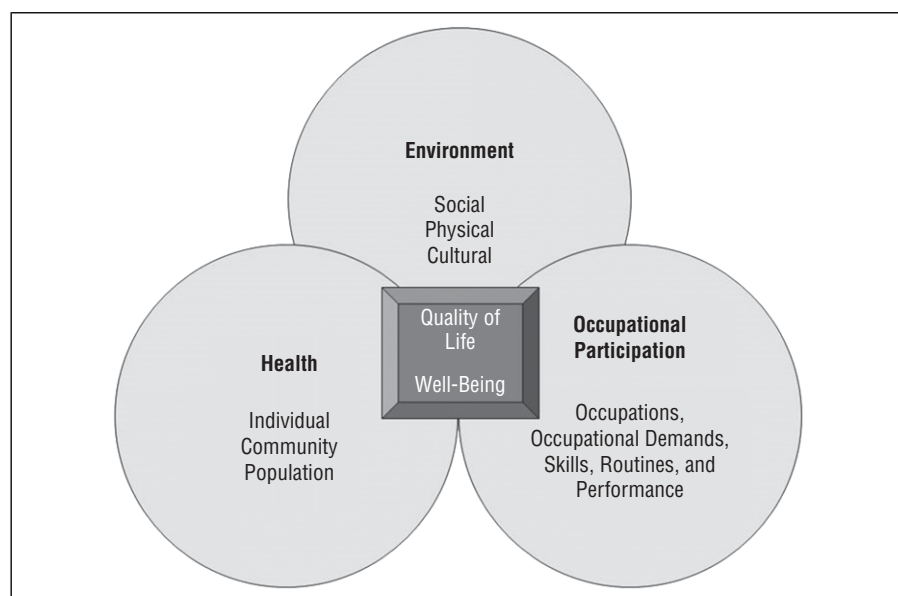 Environment
Social
Physical
Cultural
Quality of
Life
Well-Being
Health
Individual
Community
Population
Occupational
Participation
Occupations,
Occupational Demands,
Skills, Routines, and
Performance